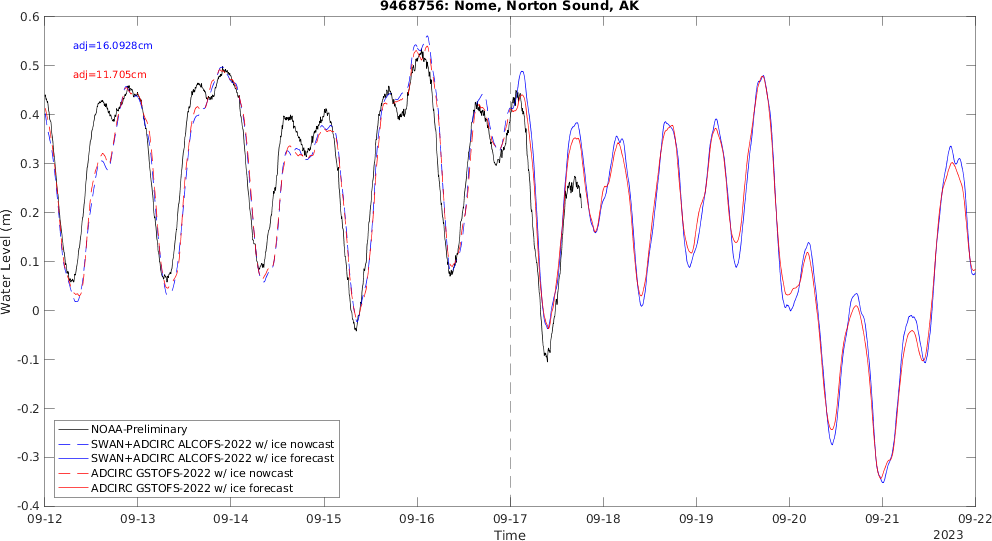 9468756: Nome, Norton Sound, AK
adj=16.0928cm
adj=11.705cm
Water Level (m)
0.6
0.5
0.4
0.3
0.2
0.1
0
-0.1
-0.2
-0.3
-0.4
NOAA-Preliminary
SWAN+ADCIRC ALCOFS-2022 w/ ice nowcast
SWAN+ADCIRC ALCOFS-2022 w/ ice forecast
ADCIRC GSTOFS-2022 w/ ice nowcast
ADCIRC GSTOFS-2022 w/ ice forecast
09-12 09-13 09-14 09-15 09-16 09-17 09-18 09-19 09-20 09-21 09-22
Time
2023